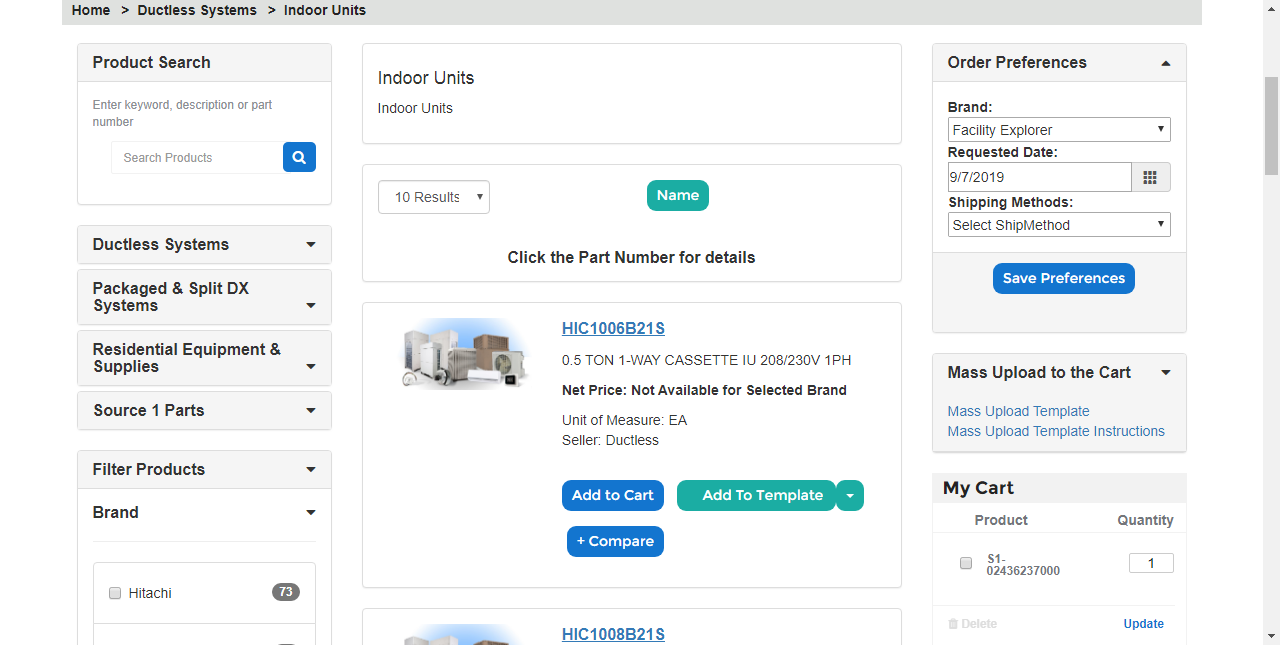 Home > Ductless Systems > Indoor Units
Product Search
Enter keyword, description or part
number
Search Products
Ductless Systems
Packaged & Split DX
Systems
Residential Equipment &
Supplies
Source 1 Parts
Filter Products
Brand
Hitachi 73
Indoor Units
Indoor Units
10 Results
Name
Click the Part Number for details
HIC1006B21S
0.5 TON 1-WAY CASSETTE IU 208/230V 1PH
Net Price: Not Available for Selected Brand
Unit of Measure: EA
Seller: Ductless
Add to Cart
Add To Template
+ Compare
HIC1008B21S
Order Preferences
Brand:
Facility Explorer
Requested Date:
9/7/2019
Shipping Methods:
Select ShipMethod
Save Preferences
Mass Upload to the Cart
Mass Upload Template
Mass Upload Template Instructions
My Cart
Product Quantity
S1-
02436237000
1
Delete Update